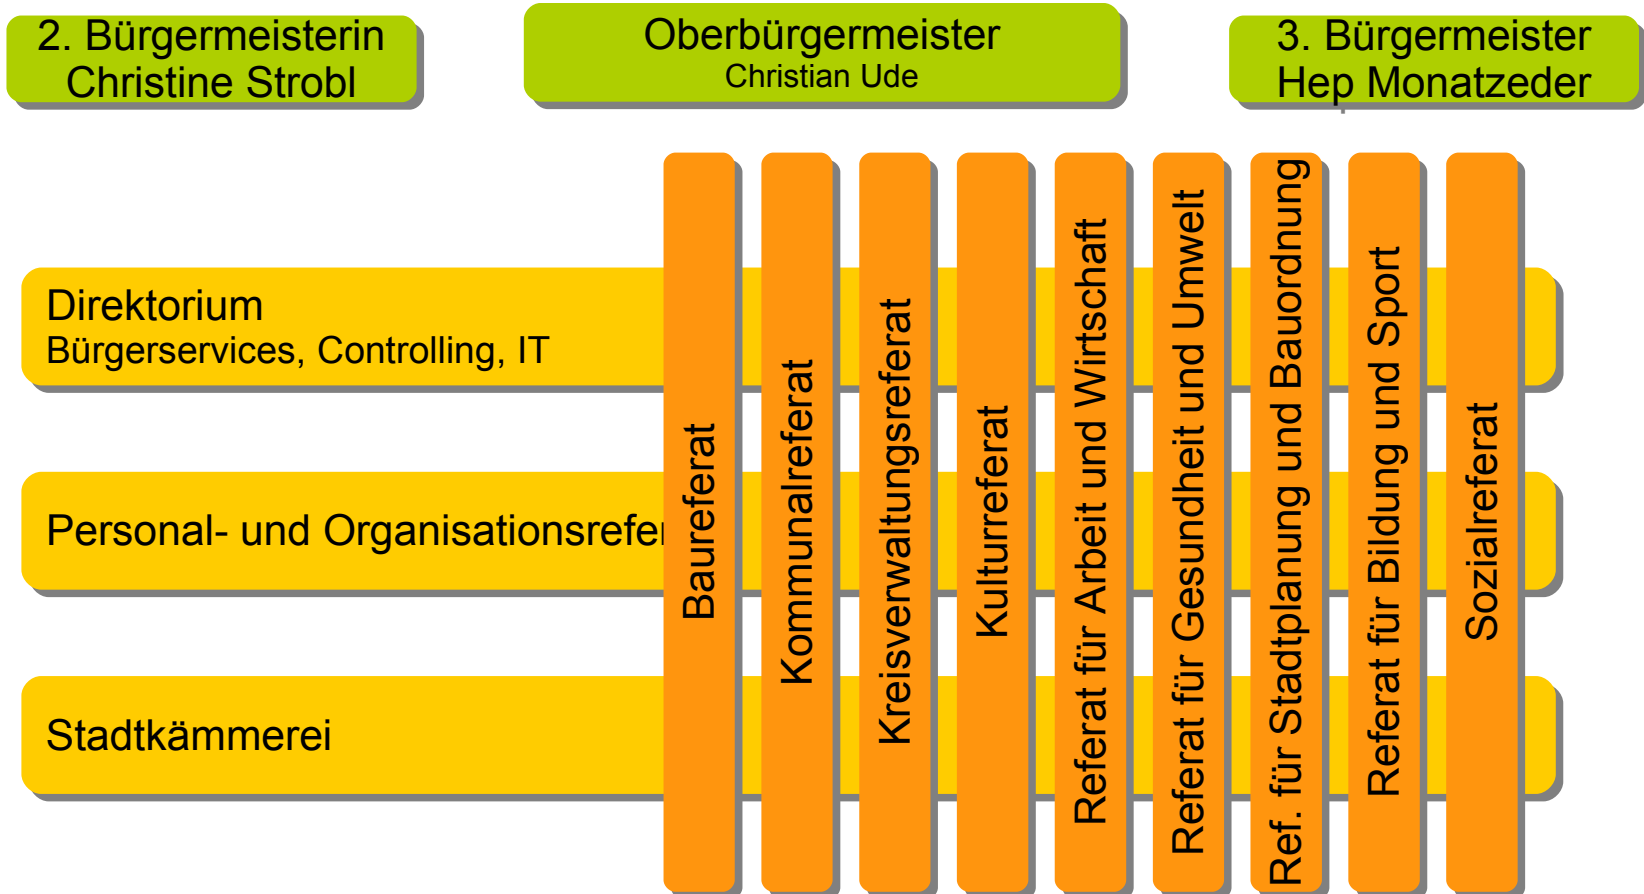 2. Bürgermeisterin
Christine Strobl
Oberbürgermeister
Christian Ude
3. Bürgermeister
Hep Monatzeder
Direktorium
Bürgerservices, Controlling, IT
Personal- und Organisationsrefer
Stadtkämmerei
Baureferat
Kommunalreferat
Kreisverwaltungsreferat
Kulturreferat
Referat für Arbeit und Wirtschaft
Referat für Gesundheit und Umwelt
Ref. für Stadtplanung und Bauordnung
Referat für Bildung und Sport
Sozialreferat